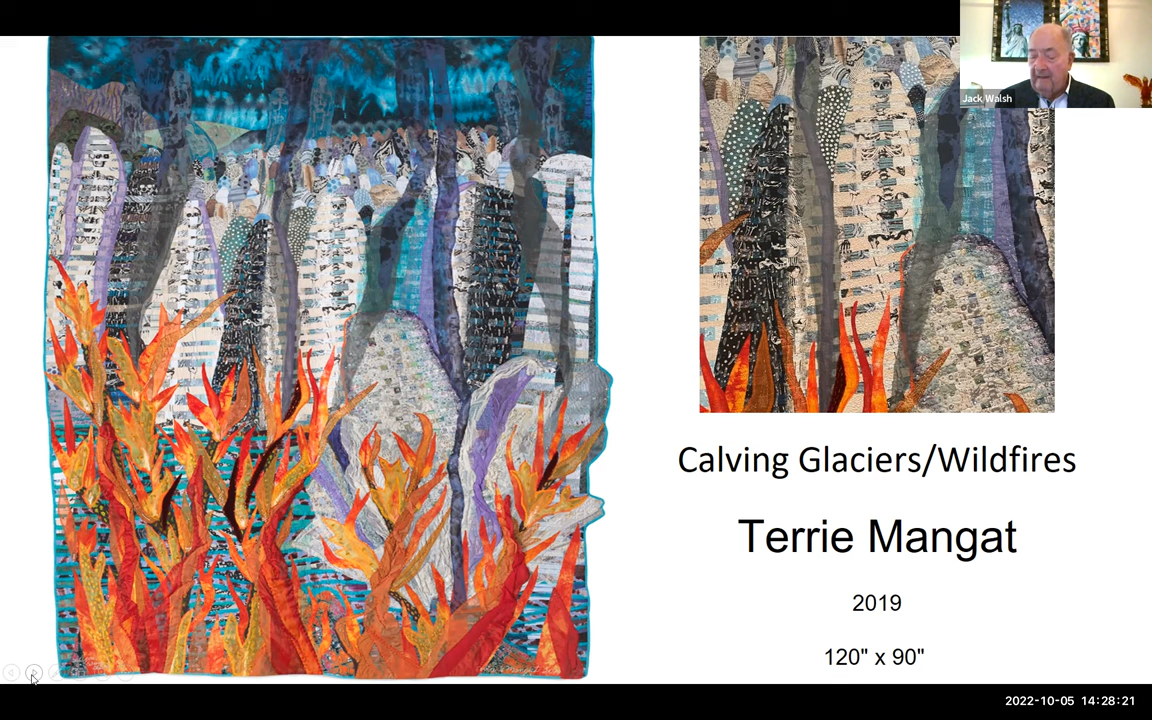 Jack Walsh
Calving Glaciers/Wildfires
Terrie Mangat
2019
120" x 90"
2022-10-05 14:28:21